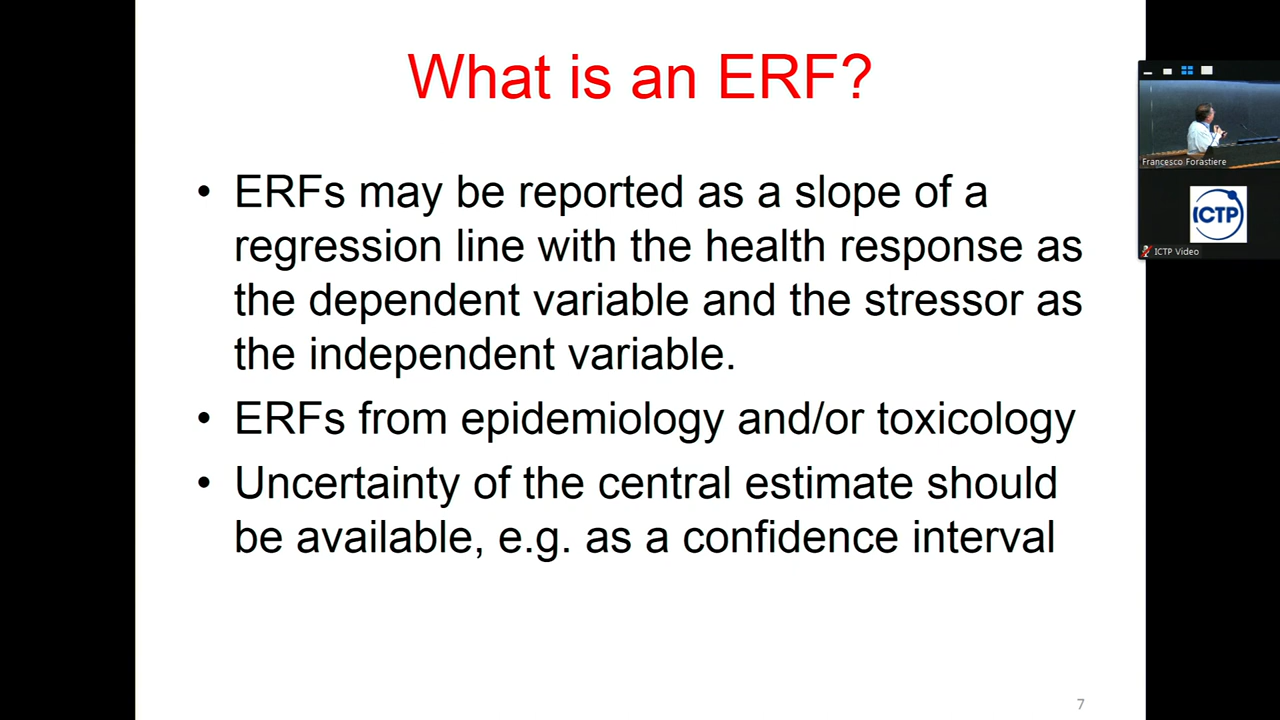 What is an ERF?
• ERFs may be reported as a slope of a
regression line with the health response as
the dependent variable and the stressor as
the independent variable.
• ERFs from epidemiology and/or toxicology
• Uncertainty of the central estimate should
be available, e.g. as a confidence interval
7
Francesco Forastiere
ICTP
ICTP Video